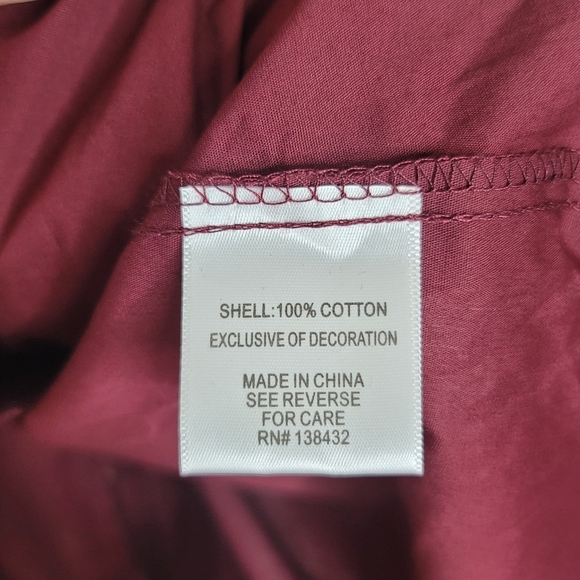 SHELL:100% COTTON
EXCLUSIVE OF DECORATION
MADE IN CHINA
SEE REVERSE
FOR CARE
RN# 138432